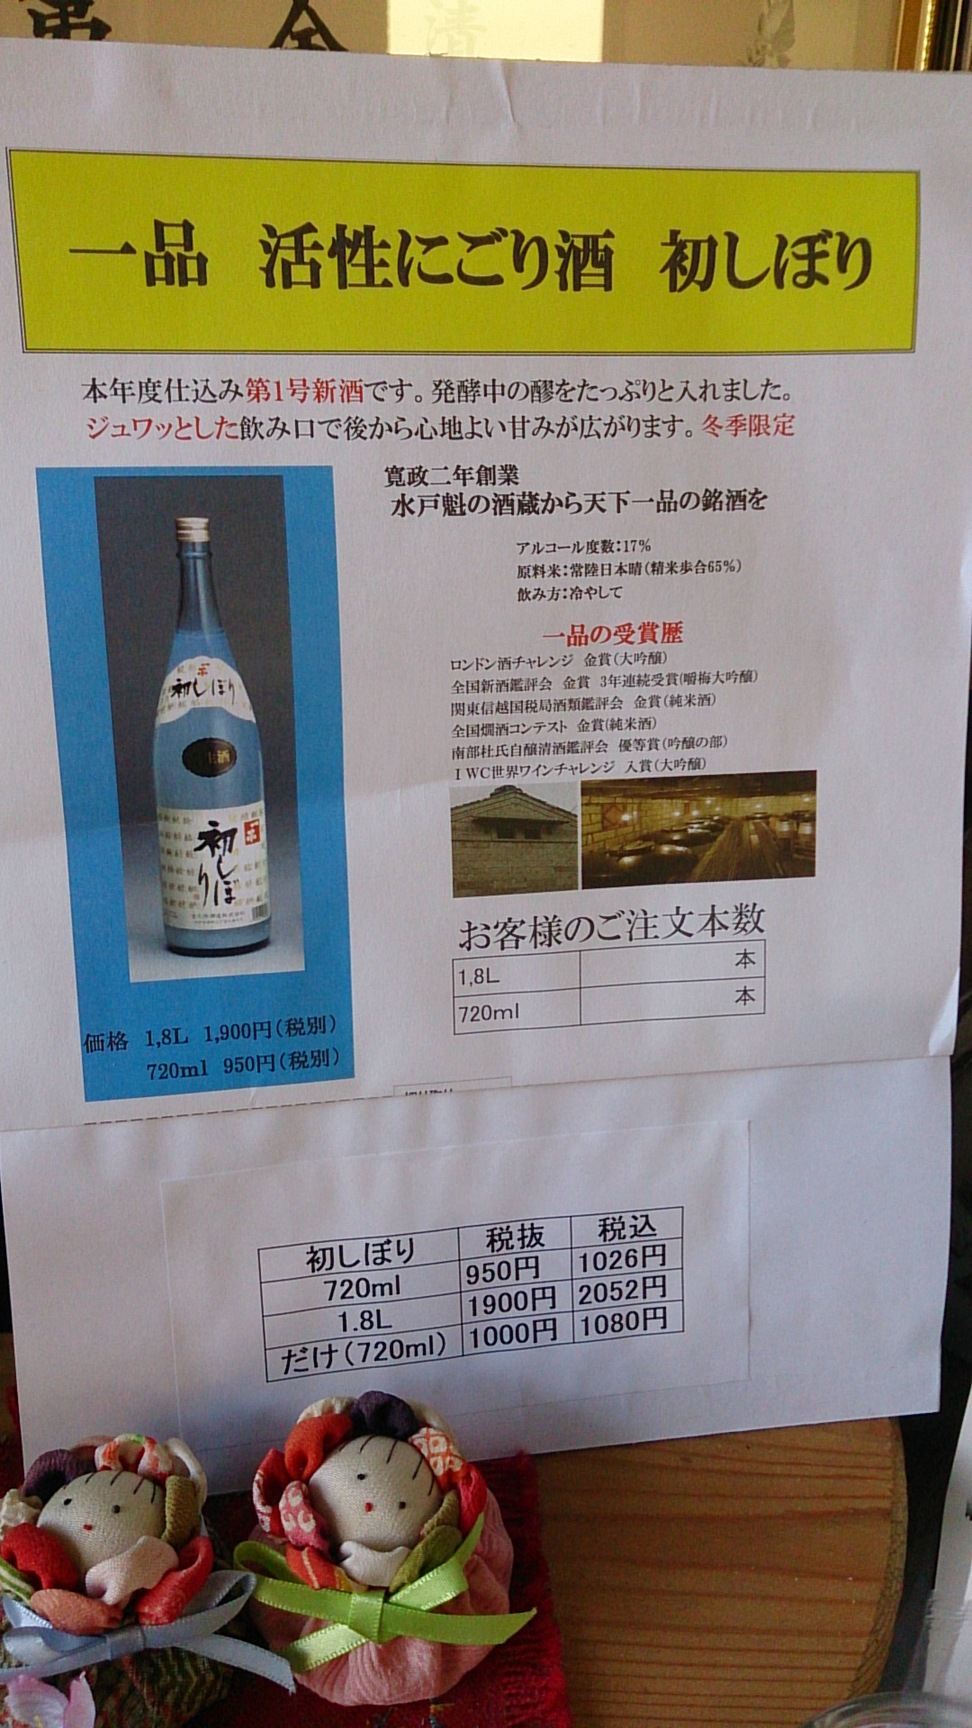 金
一品 活性にごり酒 初しぼり
本年度仕込み第1号新酒です。発酵中の醪をたっぷりと入れました。
ジュワッとした飲み口で後から心地よい甘みが広がります。冬季限定
寛政二年創業
水戸魁の酒蔵から天下一品の銘酒を
アルコール度数:17%
原料米:常陸日本晴(精米歩合65%)
飲み方:冷やして
一品の受賞歴
ロンドン酒チャレンジ 金賞(大吟醸)
全国新酒鑑評会 金賞 3年連続受賞(嚼梅大吟醸)
関東信越国税局酒類鑑評会 金賞(純米酒)
全国燗酒コンテスト 金賞(純米酒)
南部杜氏自醸清酒鑑評会 優等賞(吟醸の部)
IWC世界ワインチャレンジ 入賞(大吟醸)
初しぼり
生酒
一品
初しぼり
価格 1,8L 1,900円(税別)
720ml 950円(税別)
お客様のご注文本数
1,8L 本
720ml 本
初しぼり 税抜 税込
720ml 950円 1026円
1.8L 1900円 2052円
だけ(720ml) 1000円 1080円